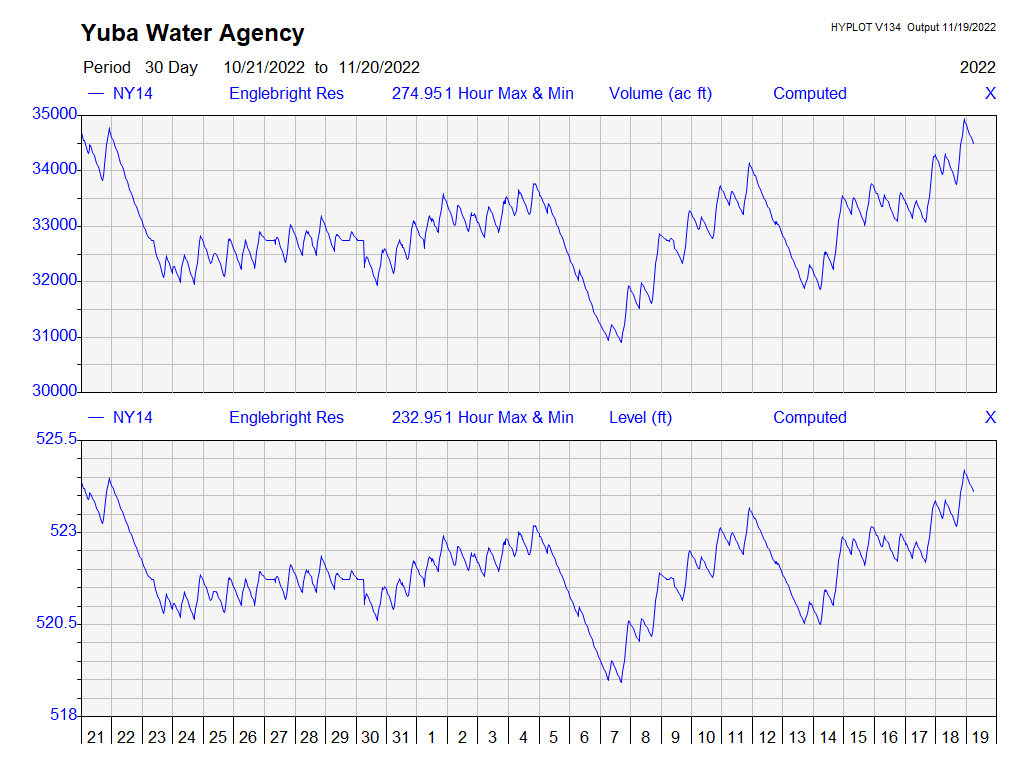 Yuba Water Agency
HYPLOT V134 Output 11/19/2022
Period 30 Day 10/21/2022 to 11/20/2022
2022
NY14 Englebright Res 274.951 Hour Max & Min Volume (ac ft) Computed X
35000
34000
33000
32000
31000
30000
NY14 Englebright Res 232.951 Hour Max & Min Level (ft) Computed X
525.5
523
520.5
518
21 22 23 24 25 26 27 28 29 30 31 1 2 3 4 5 6 7 8 9 10 11 12 13 14 15 16 17 18 19